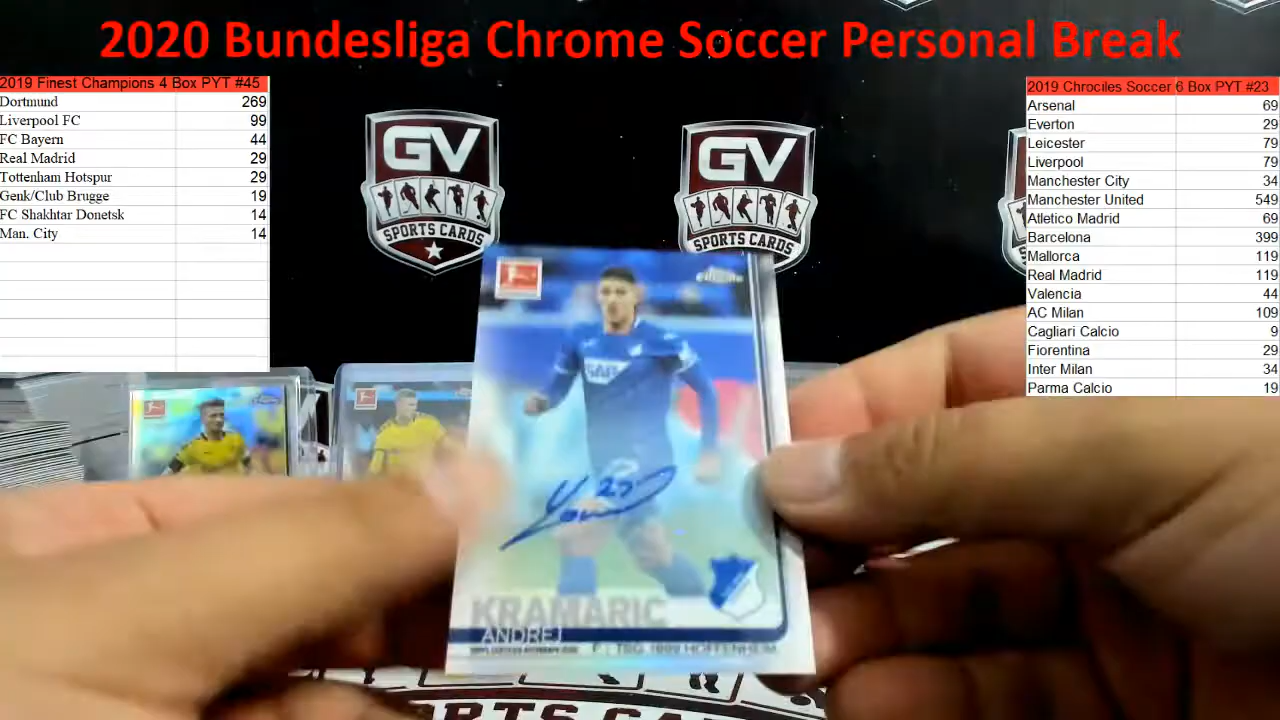 2020 Bundesliga Chrome Soccer Personal Break
2019 Finest Champions 4 Box PYT #45
Dortmund 269
Liverpool FC 99
FC Bayern 44
Real Madrid 29
Tottenham Hotspur 29
Genk/Club Brugge 19
FC Shakhtar Donetsk 14
Man. City 14
2019 Chrociles Soccer 6 Box PYT #23
Arsenal 69
Everton 29
Leicester 79
Liverpool 79
Manchester City 34
Manchester United 549
Atletico Madrid 69
Barcelona 399
Mallorca 119
Real Madrid 119
Valencia 44
AC Milan 109
Cagliari Calcio 9
Fiorentina 29
Inter Milan 34
Parma Calcio 19
GV
SPORTS CARDS
GV
SPORTS CARDS
Chrome
SAP
KRAMARIC
ANDREJ
F | TSG 1899 HOFFENHEIM
RTS CAR